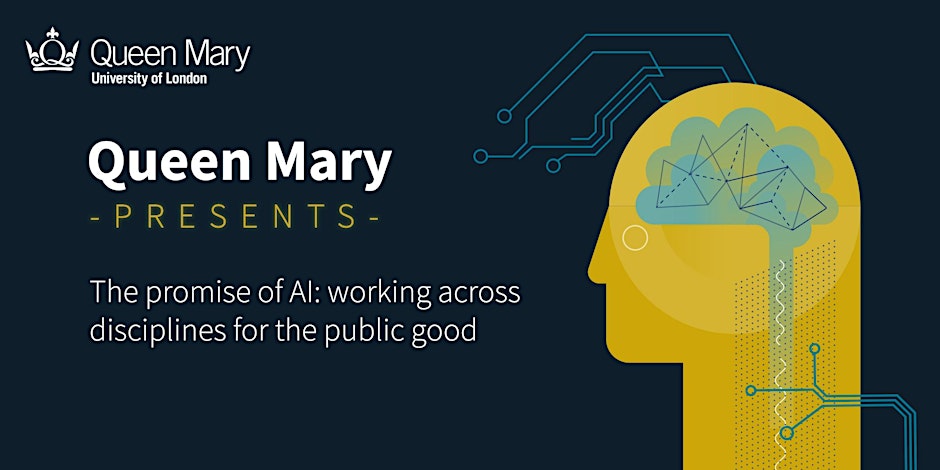 Queen Mary
University of London
Queen Mary
- PRESENTS -
The promise of AI: working across
disciplines for the public good